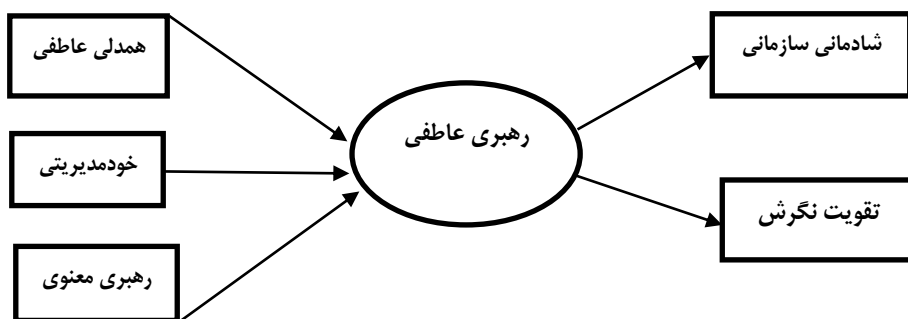 همدلی عاطفی
خودمدیریتی
رهبری معنوی
رهبری عاطفی
شادمانی سازمانی
تقویت نگرش